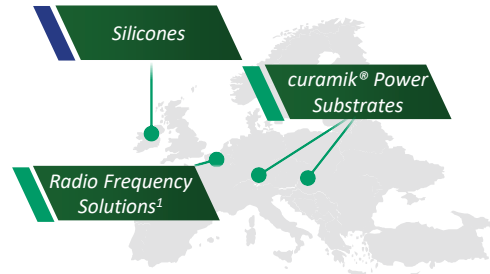 Silicones
curamik® Power
Substrates
Radio Frequency
Solutions¹